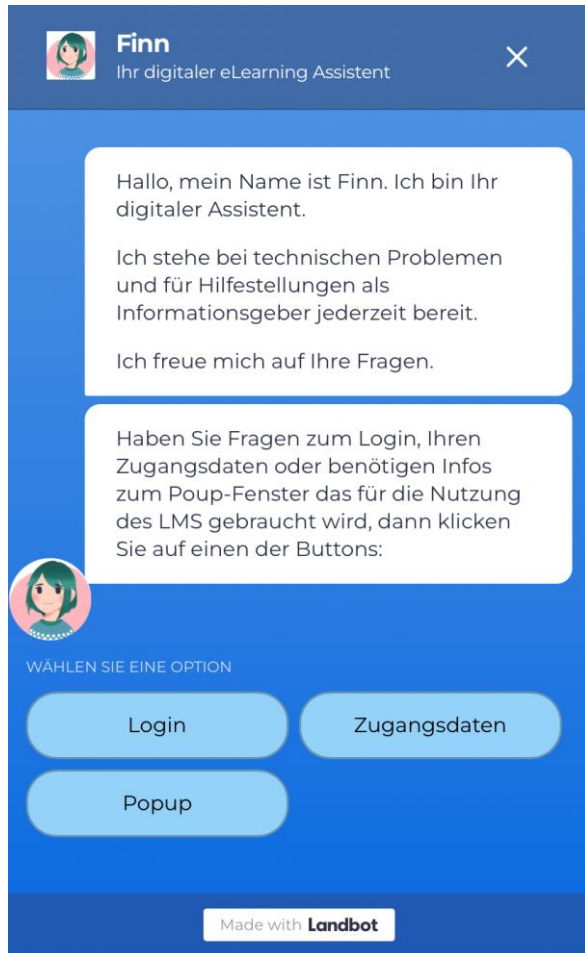 Finn
Ihr digitaler eLearning Assistent
Hallo, mein Name ist Finn. Ich bin Ihr
digitaler Assistent.
Ich stehe bei technischen Problemen
und für Hilfestellungen als
Informationsgeber jederzeit bereit.
Ich freue mich auf Ihre Fragen.
Haben Sie Fragen zum Login, Ihren
Zugangsdaten oder benötigen Infos
zum Poup-Fenster das für die Nutzung
des LMS gebraucht wird, dann klicken
Sie auf einen der Buttons:
WÄHLEN SIE EINE OPTION
Login
Zugangsdaten
Popup
Made with Landbot